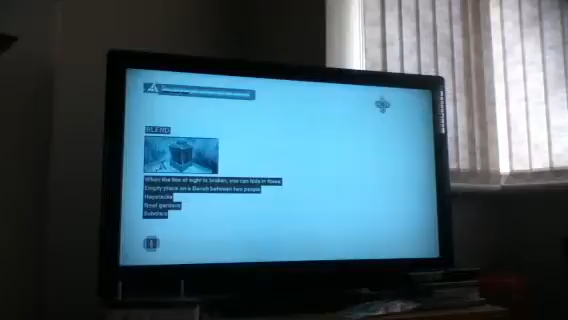 BLEND
When the line of sight is broken, you can hide in these
Empty place on a Bench between two people
Haystacks
Roof gardens
Scholars